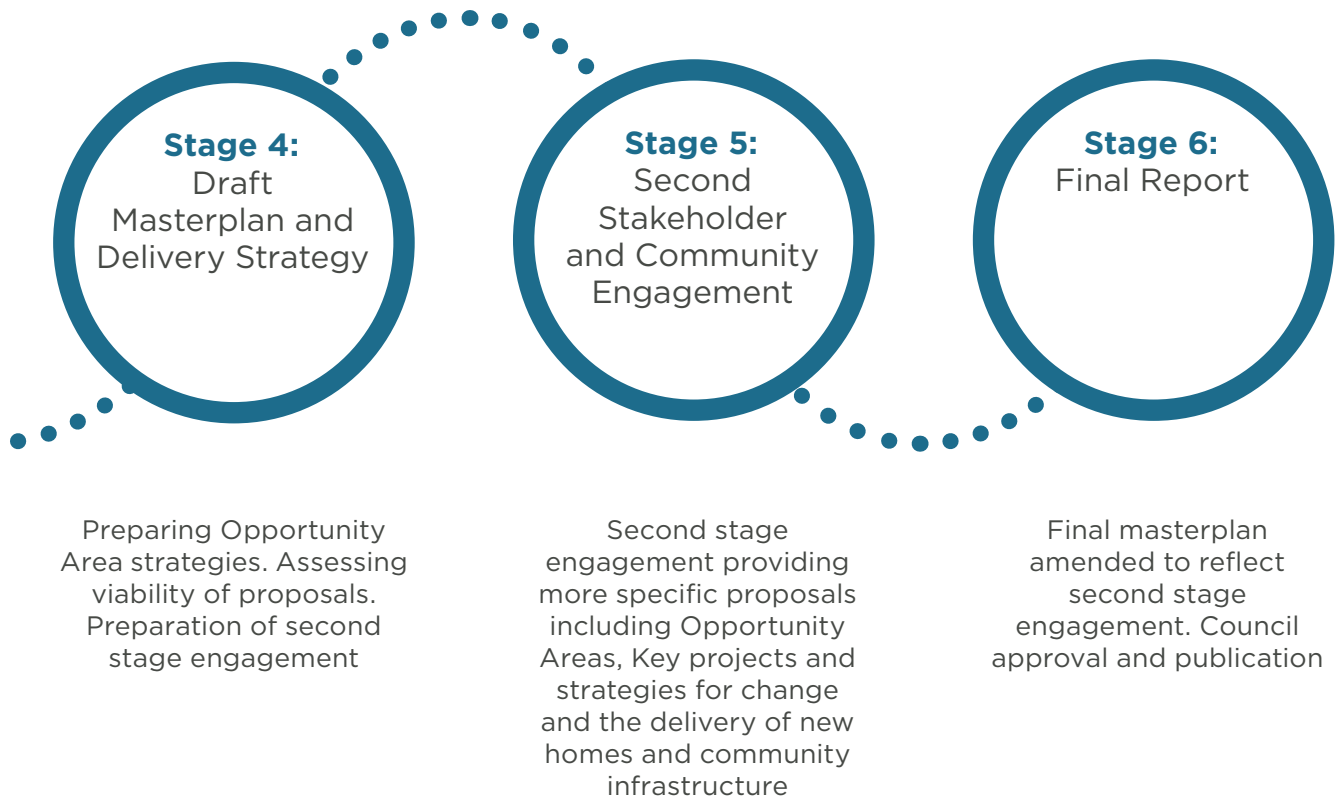 Stage 4:
Draft
Masterplan and
Delivery Strategy
Stage 5:
Second
Stakeholder
and Community
Engagement
Stage 6:
Final Report
Preparing Opportunity
Area strategies. Assessing
viability of proposals.
Preparation of second
stage engagement
Second stage
engagement providing
more specific proposals
including Opportunity
Areas, Key projects and
strategies for change
and the delivery of new
homes and community
infrastructure
Final masterplan
amended to reflect
second stage
engagement. Council
approval and publication